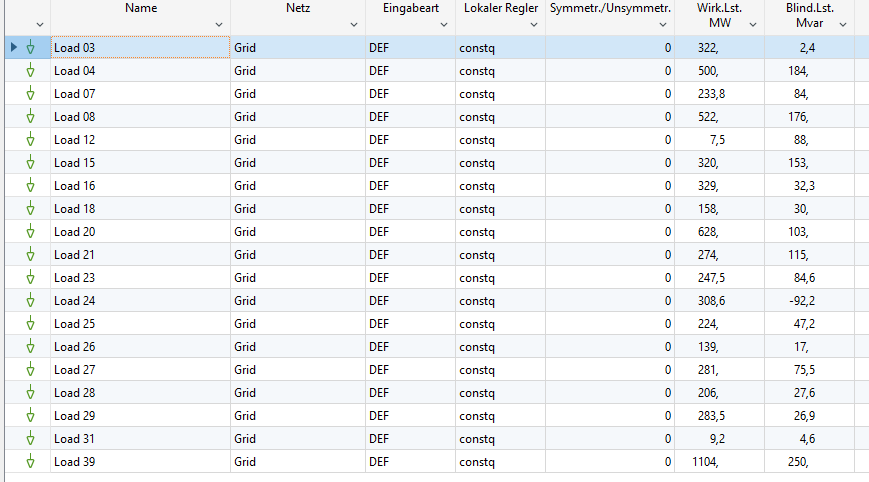 Name Netz Eingabeart Lokaler Regler Symmetr./Unsymmetr. Wirk.Lst. Blind.Lst.
MW Mvar
Load 03 Grid DEF constq 0 322, 2,4
Load 04 Grid DEF constq 0 500, 184,
Load 07 Grid DEF constq 0 233,8 84,
Load 08 Grid DEF constq 0 522, 176,
Load 12 Grid DEF constq 0 7,5 88,
Load 15 Grid DEF constq 0 320, 153,
Load 16 Grid DEF constq 0 329, 32,3
Load 18 Grid DEF constq 0 158, 30,
Load 20 Grid DEF constq 0 628, 103,
Load 21 Grid DEF constq 0 274, 115,
Load 23 Grid DEF constq 0 247,5 84,6
Load 24 Grid DEF constq 0 308,6 -92,2
Load 25 Grid DEF constq 0 224, 47,2
Load 26 Grid DEF constq 0 139, 17,
Load 27 Grid DEF constq 0 281, 75,5
Load 28 Grid DEF constq 0 206, 27,6
Load 29 Grid DEF constq 0 283,5 26,9
Load 31 Grid DEF constq 0 9,2 4,6
Load 39 Grid DEF constq 0 1104, 250,